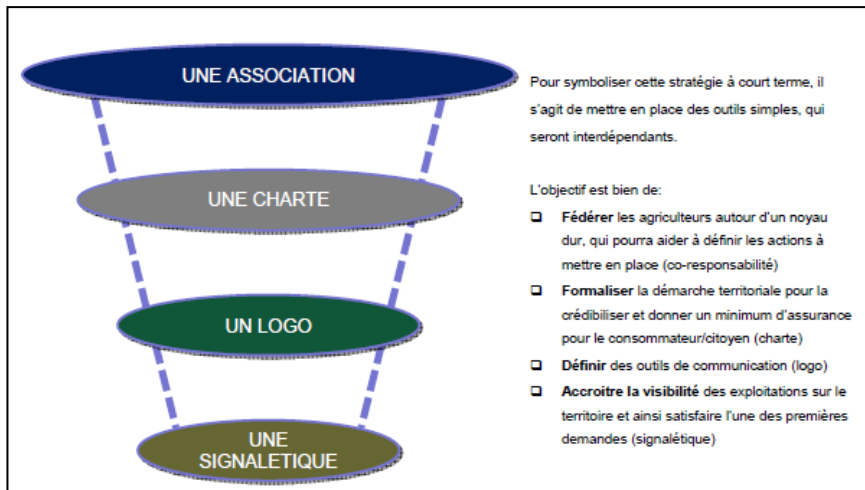 UNE ASSOCIATION
UNE CHARTE
UN LOGO
UNE
SIGNALETIQUE
Pour symboliser cette stratégie à court terme, il
s'agit de mettre en place des outils simples, qui
seront interdépendants.
L'objectif est bien de:
❑ Fédérer les agriculteurs autour d'un noyau
dur, qui pourra aider à définir les actions à
mettre en place (co-responsabilité)
❑ Formaliser la démarche territoriale pour la
crédibiliser et donner un minimum d'assurance
pour le consommateur/citoyen (charte)
❑ Définir des outils de communication (logo)
❑ Accroitre la visibilité des exploitations sur le
territoire et ainsi satisfaire l'une des premières
demandes (signalétique)